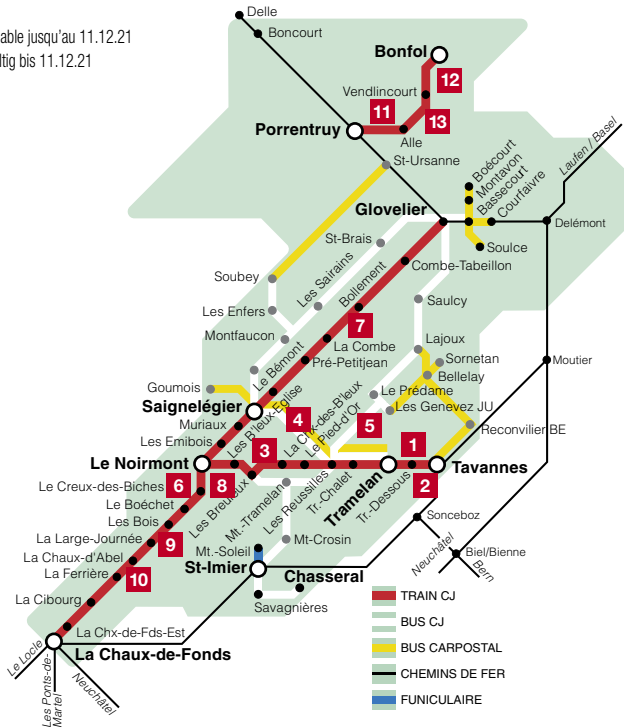 able jusqu'au 11.12.21
ltig bis 11.12.21
Delle
Boncourt
Bonfol
12
Vendlincourt
11
13
Porrentruy
Alle
St-Ursanne
Boécourt
Montavon
Bassecourt
Courfaivre
Laufen / Basel
Glovelier
Delémont
St-Brais
Soulce
Combe-Tabeillon
Soubey
Les Sairains
Bollement
Saulcy
Les Enfers
7
Montfaucon
La Combe
Lajoux
Pré-Petitjean
Sornetan
Moutier
Le Bémont
Bellelay
Goumois
Le Prédame
Saignelégier
Les B'leux-Eglise
La Chx-des-B'leux
4
Les Genevez JU
Muriaux
Le Pied-d'Or
5
Reconvilier BE
Les Emibois
3
1
Le Noirmont
Tavannes
6
8
2
Le Creux-des-Biches
Les Breuleux
Les Reussilles
Tr.-Chalet
Tramelan
Tr.-Dessous
Le Boéchet
Mt.-Tramelan
Les Bois
Sonceboz
9
La Large-Journée
Mt-Crosin
Mt.-Soleil
Neuchâtel
Biel/Bienne
Bern
La Chaux-d'Abel
St-Imier
Chasseral
La Ferrière
10
La Cibourg
Savagnières
La Chx-de-Fds-Est
La Chaux-de-Fonds
Le Locle
Les Ponts-de-
Martel
Neuchâtel
TRAIN CJ
BUS CJ
BUS CARPOSTAL
CHEMINS DE FER
FUNICULAIRE